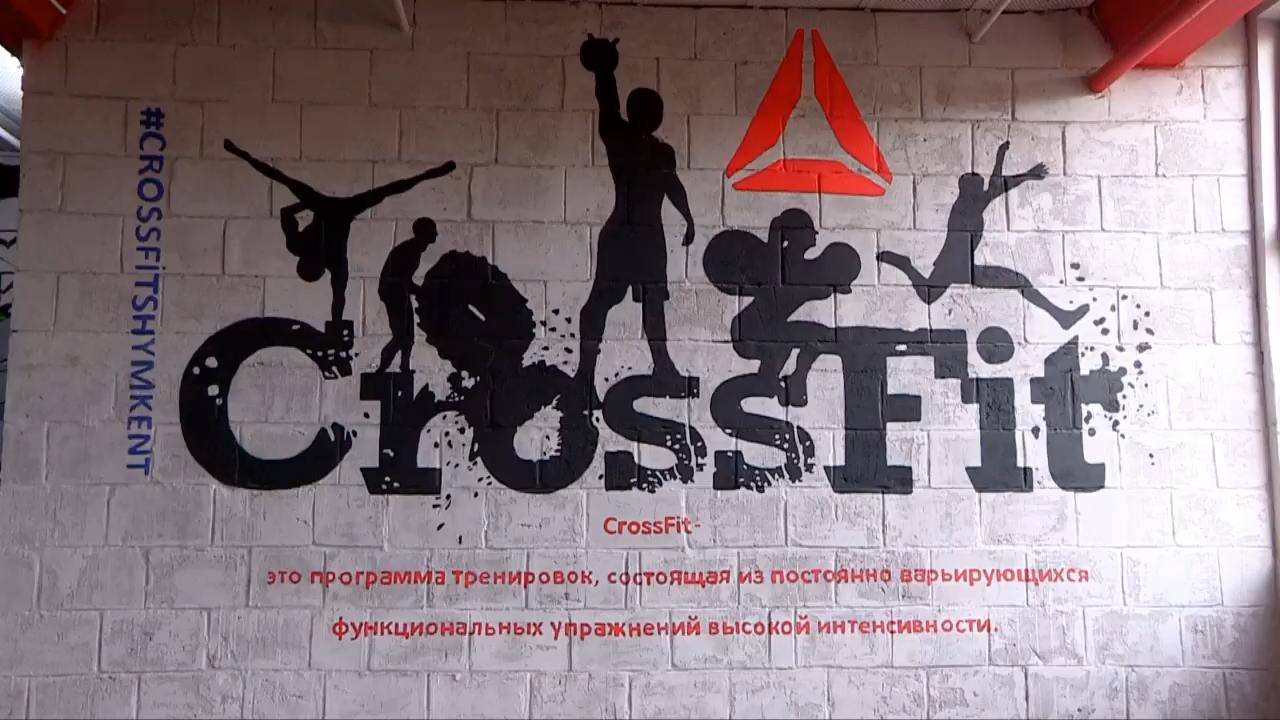 #CROSSFiTSHYMKENT
CrossFit
CrossFit-
это программа тренировок, состоящая из постоянно варьирующихся
функциональных упражнений высокой интенсивности.